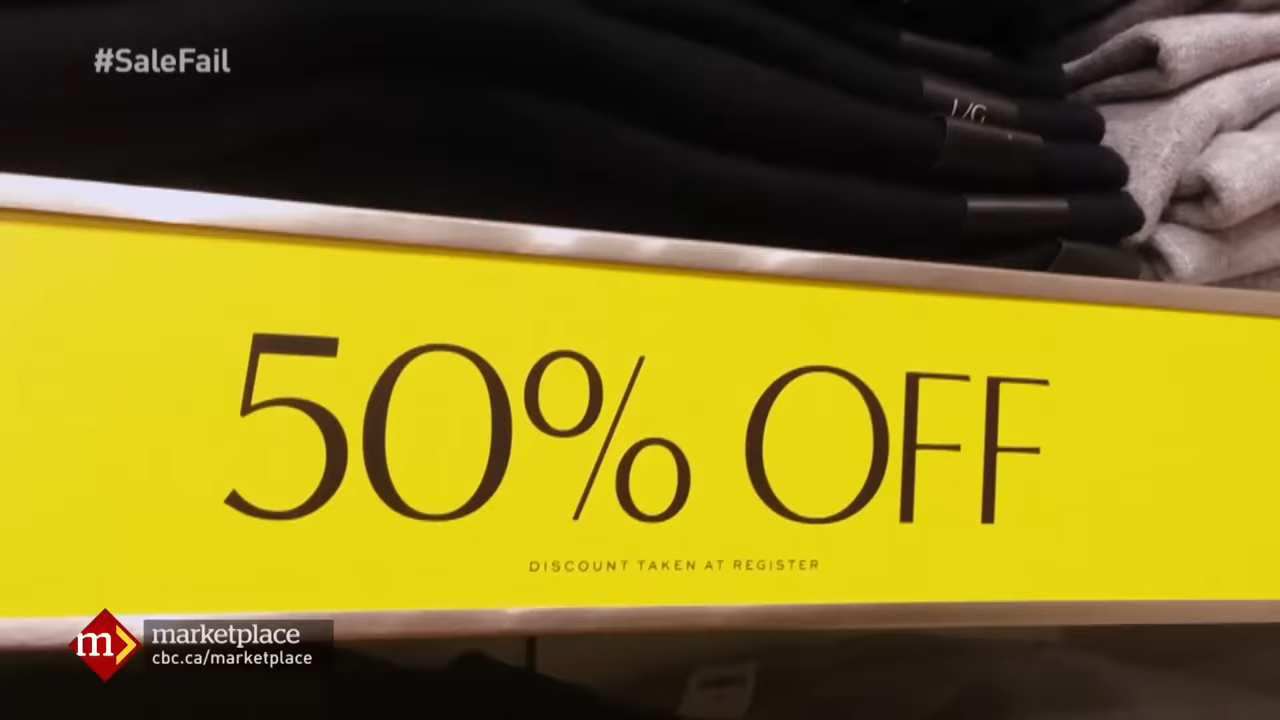 #SaleFail
L/G
50% OFF
DISCOUNT TAKEN AT REGISTER
m
marketplace
cbc.ca/marketplace